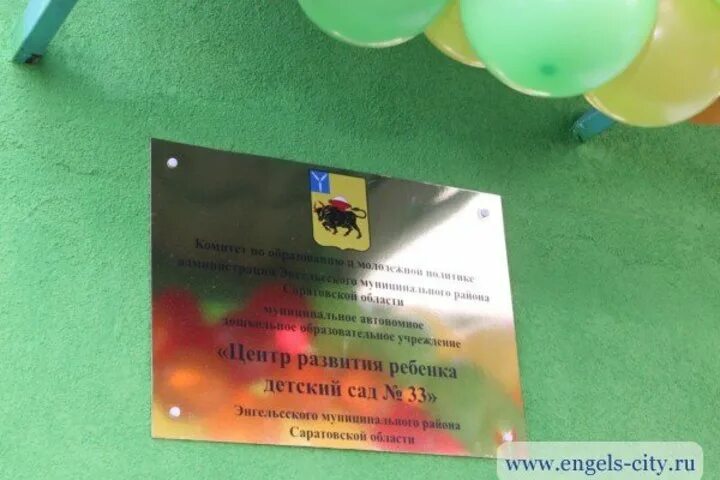 Комитет по образованию и молодежной политике
администрации Энгельсского муниципального района
Саратовской области
муниципальное автономное
дошкольное образовательное учреждение
«Центр развития ребенка
детский сад № 33»
Энгельсского муниципального района
Саратовской области
www.engels-city.ru